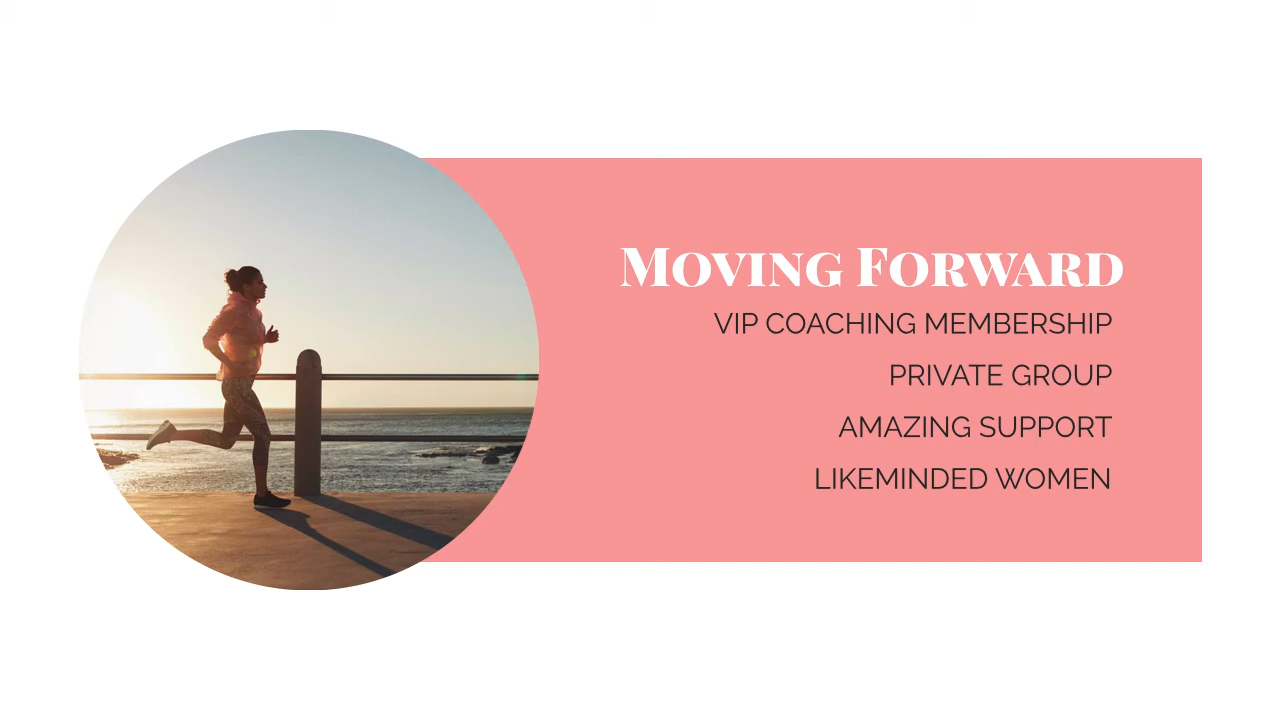 Moving Forward
VIP COACHING MEMBERSHIP
PRIVATE GROUP
AMAZING SUPPORT
LIKEMINDED WOMEN